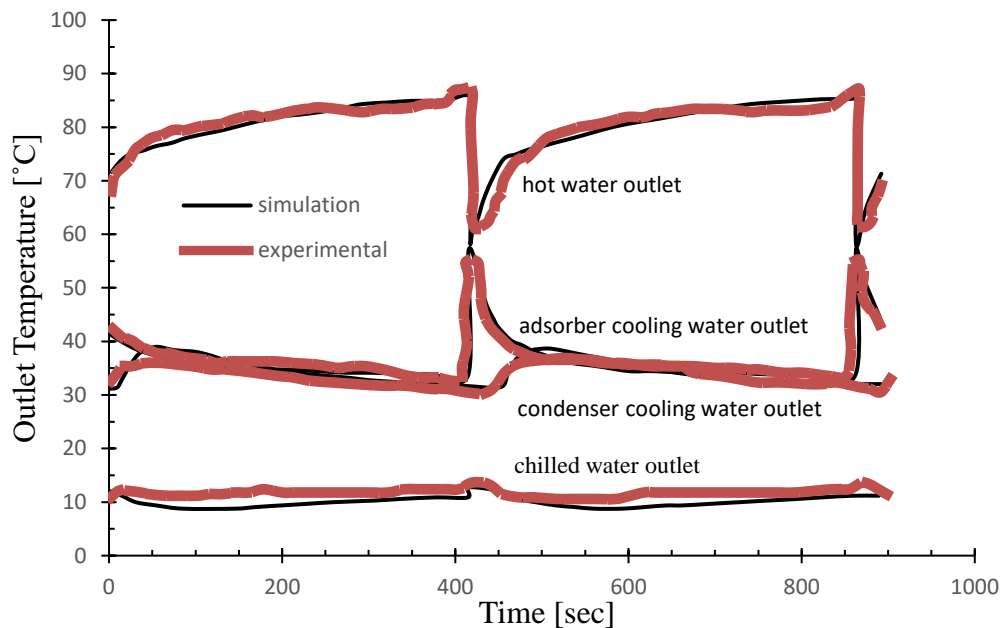 100
90
80
70
60
50
40
30
20
10
0
Outlet Temperature [˚C]
simulation
experimental
hot water outlet
adsorber cooling water outlet
condenser cooling water outlet
chilled water outlet
0 200 400 600 800 1000
Time [sec]